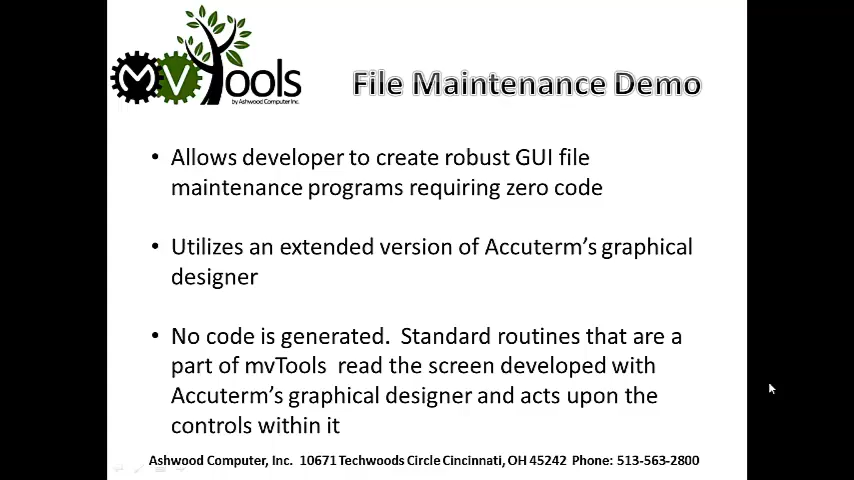 mvTools
by Ashwood Computer Inc.
File Maintenance Demo
• Allows developer to create robust GUI file
maintenance programs requiring zero code
• Utilizes an extended version of Accuterm's graphical
designer
• No code is generated.  Standard routines that are a
part of mvTools  read the screen developed with
Accuterm's graphical designer and acts upon the
controls within it
Ashwood Computer, Inc.  10671 Techwoods Circle Cincinnati, OH 45242  Phone: 513-563-2800